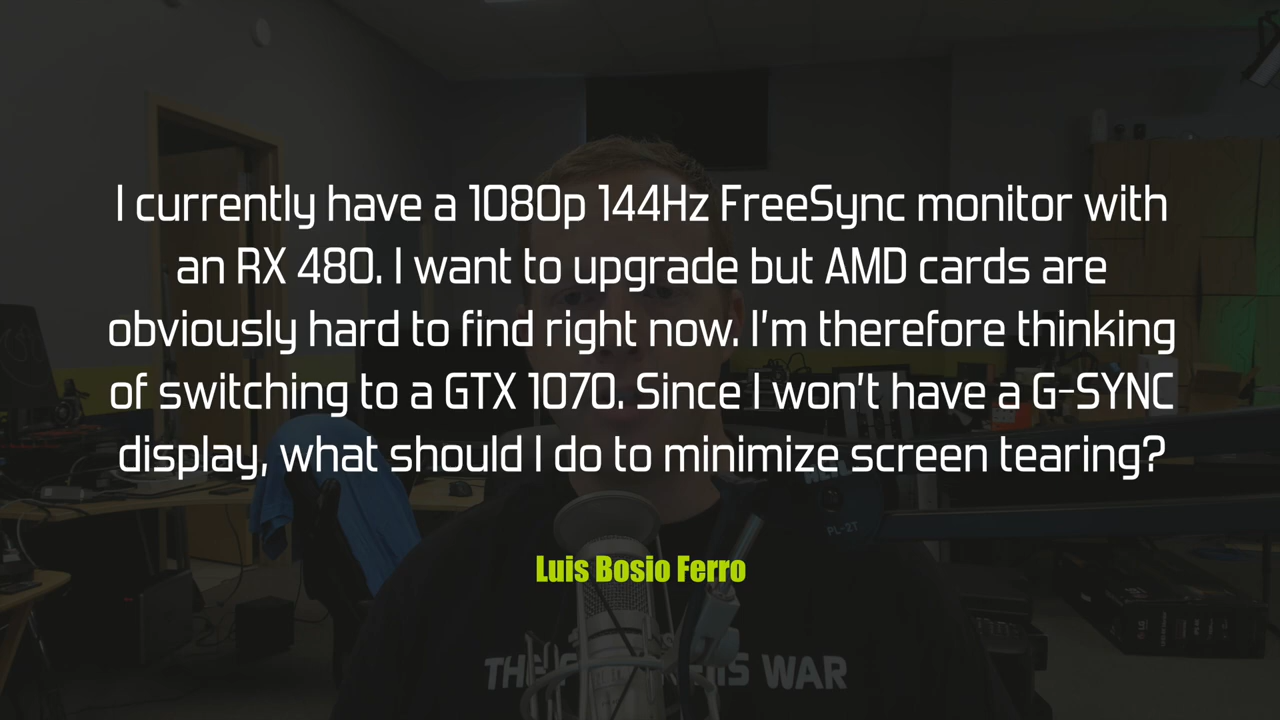 I currently have a 1080p 144Hz FreeSync monitor with
an RX 480. I want to upgrade but AMD cards are
obviously hard to find right now. I'm therefore thinking
of switching to a GTX 1070. Since I won't have a G-SYNC
display, what should I do to minimize screen tearing?
PL-2T
Luis Bosio Ferro
WAR